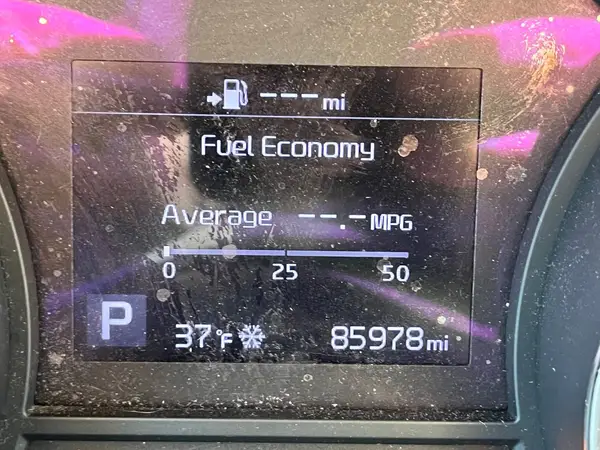 ---mi
Fuel Economy
Average --.-MPG
0 25 50
P 37°F 85978mi